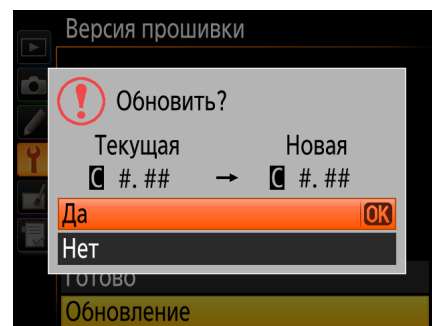 Версия прошивки
Обновить?
Текущая Новая
C #.## → C #.##
Да OK
Нет
Готово
Обновление